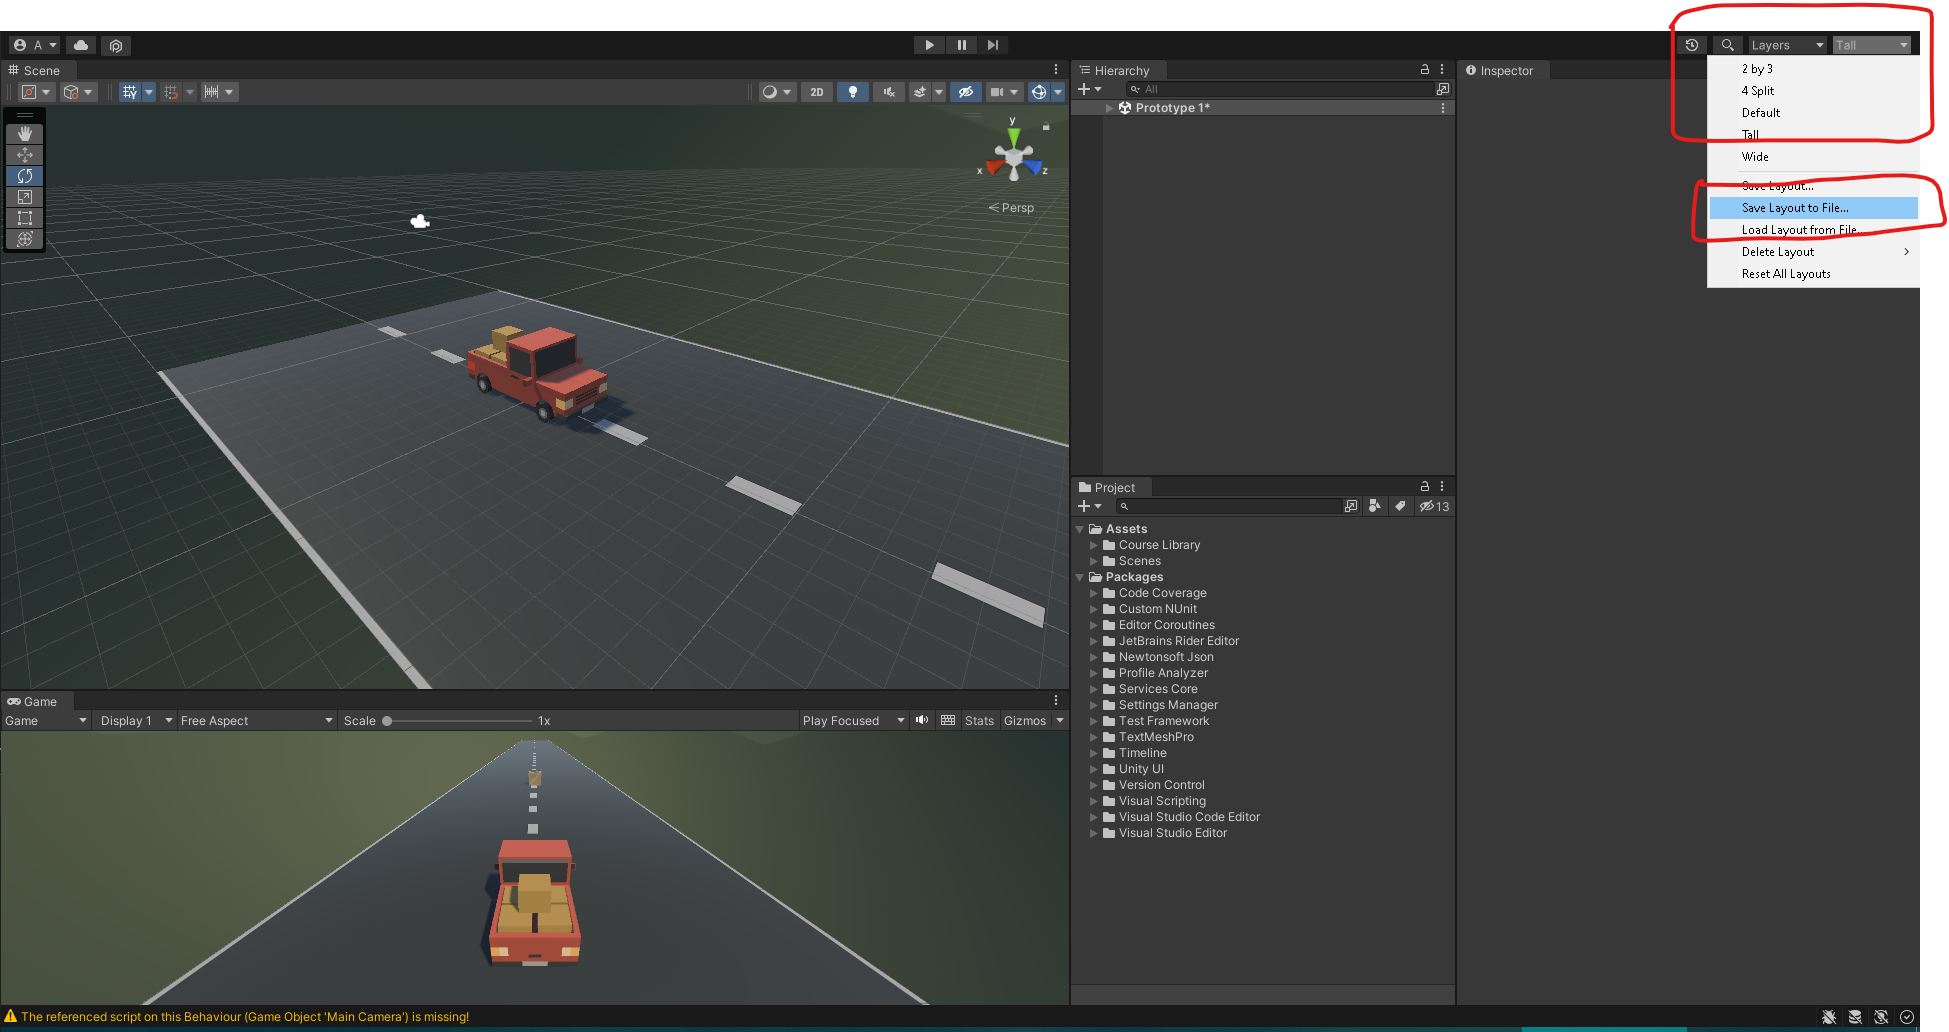 A
Layers
Tall
Scene
2D
y
x
z
Persp
Hierarchy
All
Prototype 1*
Inspector
2 by 3
4 Split
Default
Tall
Wide
Save Layout...
Save Layout to File...
Load Layout from File...
Delete Layout
Reset All Layouts
Project
13
Assets
Course Library
Scenes
Packages
Code Coverage
Custom NUnit
Editor Coroutines
JetBrains Rider Editor
Newtonsoft Json
Profile Analyzer
Services Core
Settings Manager
Test Framework
TextMeshPro
Timeline
Unity UI
Version Control
Visual Scripting
Visual Studio Code Editor
Visual Studio Editor
Game
Game Display 1 Free Aspect Scale 1x Play Focused Stats Gizmos
The referenced script on this Behaviour (Game Object 'Main Camera') is missing!